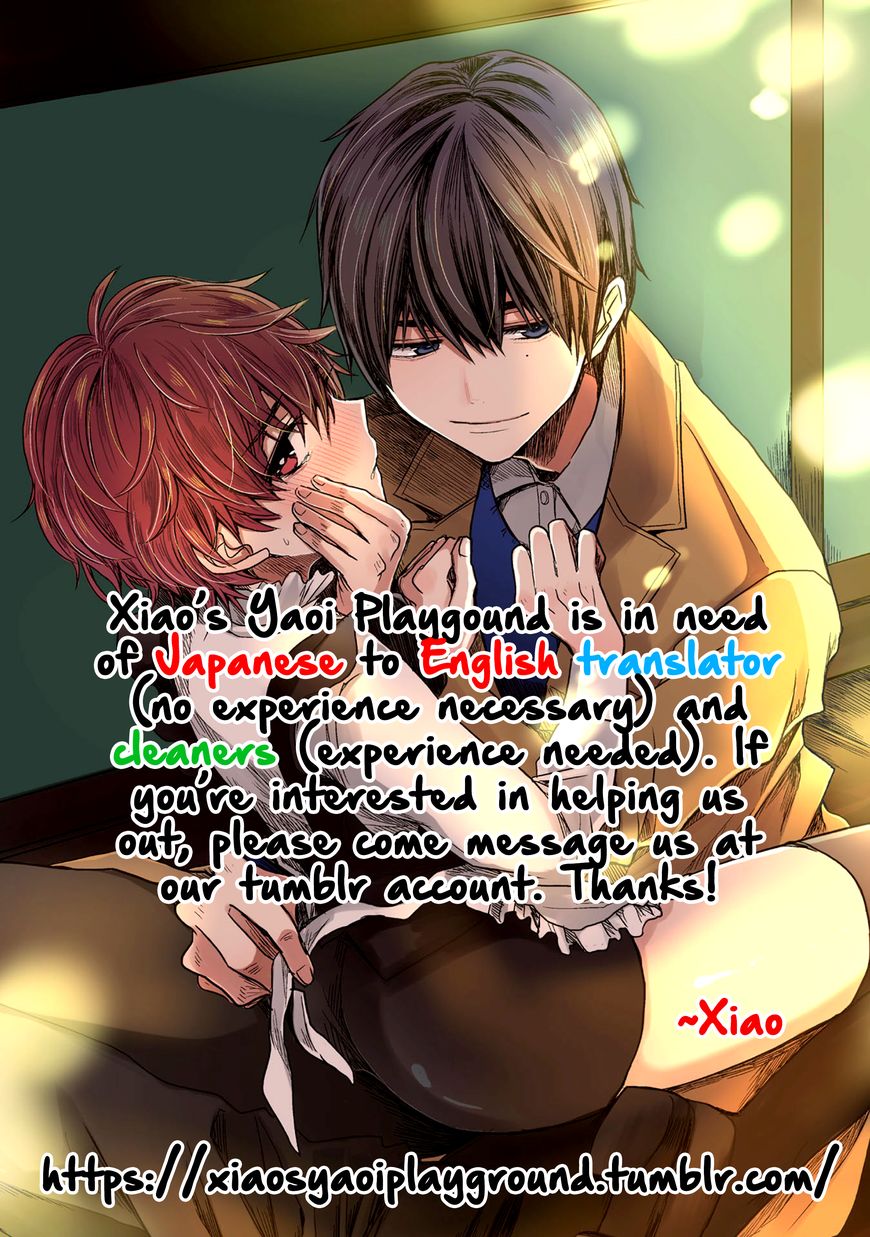 Xiao's Yaoi Playgound is in need
of Japanese to English translator
(no experience necessary) and
cleaners (experience needed). If
you're interested in helping us
out, please come message us at
our tumblr account. Thanks!
~Xiao
https://xiaosyaoiplayground.tumblr.com/